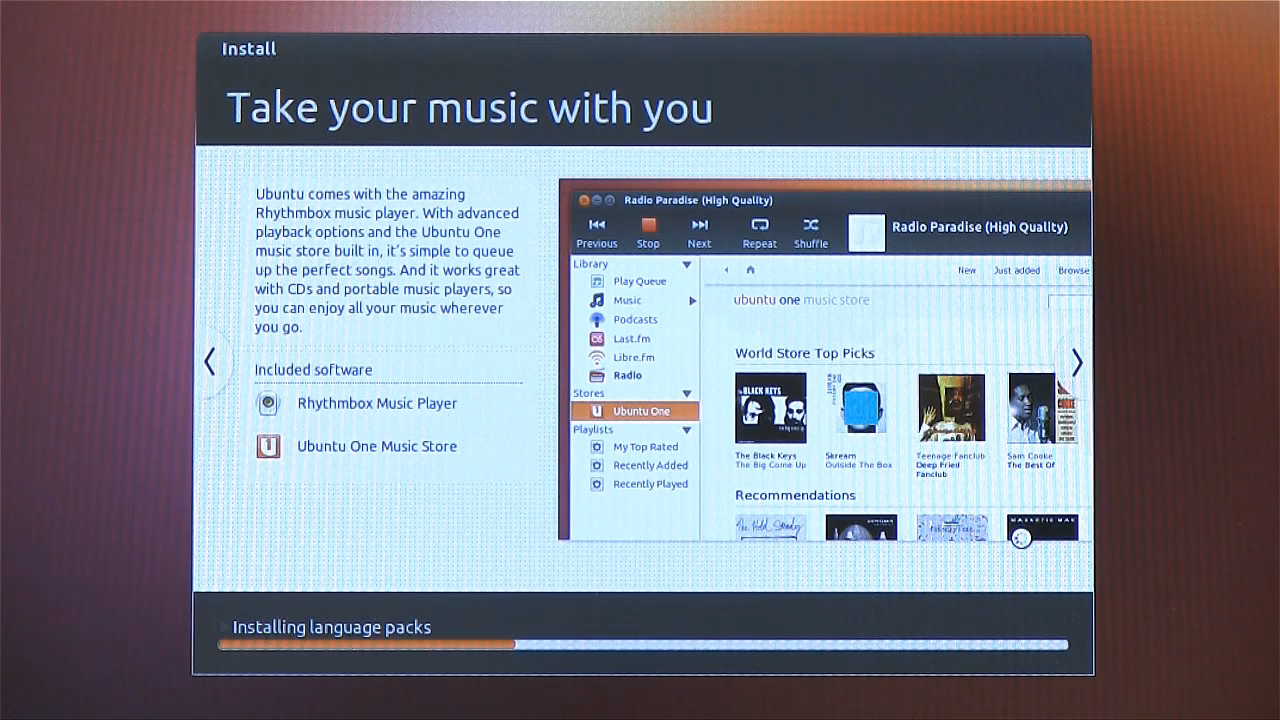 Install
Take your music with you
Ubuntu comes with the amazing
Rhythmbox music player. With advanced
playback options and the Ubuntu One
music store built in, it's simple to queue
up the perfect songs. And it works great
with CDs and portable music players, so
you can enjoy all your music wherever
you go.
Included software
Rhythmbox Music Player
Ubuntu One Music Store
Radio Paradise (High Quality)
Previous Stop Next Repeat Shuffle
Radio Paradise (High Quality)
Library
Play Queue
Music
Podcasts
Last.fm
Libre.fm
Radio
Stores
Ubuntu One
Playlists
My Top Rated
Recently Added
Recently Played
New Just added Browse
ubuntu one music store
World Store Top Picks
BLACK KEYS
The Black Keys
The Big Come Up
Skream
Outside The Box
Teenage Fanclub
Deep Fried
Fanclub
Sam Cooke
The Best Of
Recommendations
The Hold Steady
Installing language packs